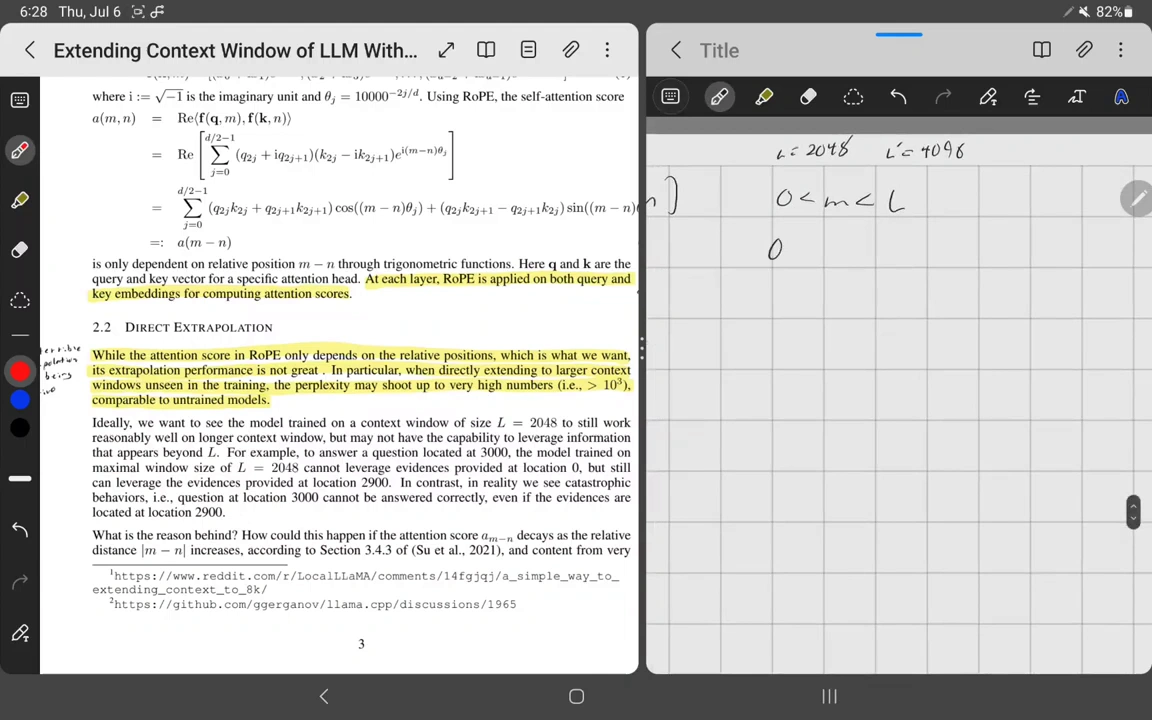 6:28 Thu, Jul 6 82%
Extending Context Window of LLM With...
where i := √−1 is the imaginary unit and θj = 10000^−2j/d. Using RoPE, the self-attention score
a(m, n) = Re⟨f(q, m), f(k, n)⟩
= Re [ ∑_{j=0}^{d/2−1} (q2j + iq2j+1)(k2j − ik2j+1)e^{i(m−n)θj} ]
= ∑_{j=0}^{d/2−1} (q2jk2j + q2j+1k2j+1) cos((m − n)θj) + (q2jk2j+1 − q2j+1k2j) sin((m − n)
=: a(m − n)
is only dependent on relative position m − n through trigonometric functions. Here q and k are the
query and key vector for a specific attention head. At each layer, RoPE is applied on both query and
key embeddings for computing attention scores.
2.2 DIRECT EXTRAPOLATION
While the attention score in RoPE only depends on the relative positions, which is what we want,
its extrapolation performance is not great . In particular, when directly extending to larger context
windows unseen in the training, the perplexity may shoot up to very high numbers (i.e., > 10^3),
comparable to untrained models.
being
Ideally, we want to see the model trained on a context window of size L = 2048 to still work
reasonably well on longer context window, but may not have the capability to leverage information
that appears beyond L. For example, to answer a question located at 3000, the model trained on
maximal window size of L = 2048 cannot leverage evidences provided at location 0, but still
can leverage the evidences provided at location 2900. In contrast, in reality we see catastrophic
behaviors, i.e., question at location 3000 cannot be answered correctly, even if the evidences are
located at location 2900.
What is the reason behind? How could this happen if the attention score am−n decays as the relative
distance |m − n| increases, according to Section 3.4.3 of (Su et al., 2021), and content from very
1https://www.reddit.com/r/LocalLLaMA/comments/14fgjqj/a_simple_way_to_
extending_context_to_8k/
2https://github.com/ggerganov/llama.cpp/discussions/1965
3
Title
L = 2048 L' = 4096
n] 0 < m < L
0